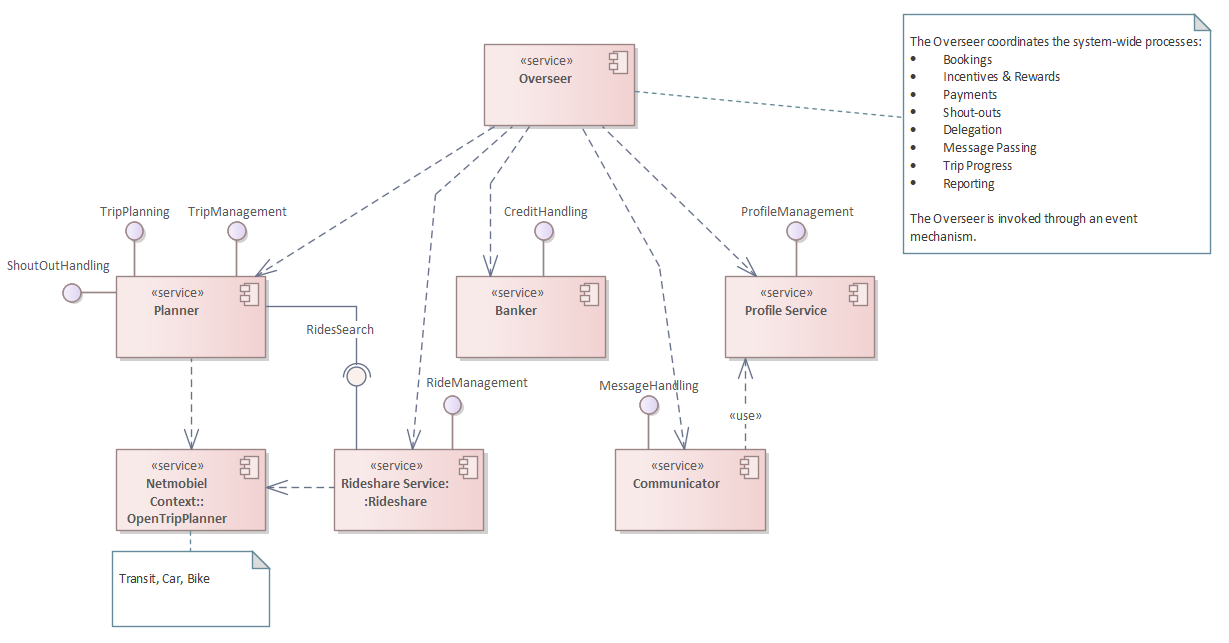 «service»
Overseer
The Overseer coordinates the system-wide processes:
• Bookings
• Incentives & Rewards
• Payments
• Shout-outs
• Delegation
• Message Passing
• Trip Progress
• Reporting
The Overseer is invoked through an event
mechanism.
TripPlanning
TripManagement
CreditHandling
ProfileManagement
ShoutOutHandling
«service»
Planner
«service»
Banker
«service»
Profile Service
RidesSearch
RideManagement
MessageHandling
«use»
«service»
Netmobiel
Context::
OpenTripPlanner
«service»
Rideshare Service:
:Rideshare
«service»
Communicator
Transit, Car, Bike